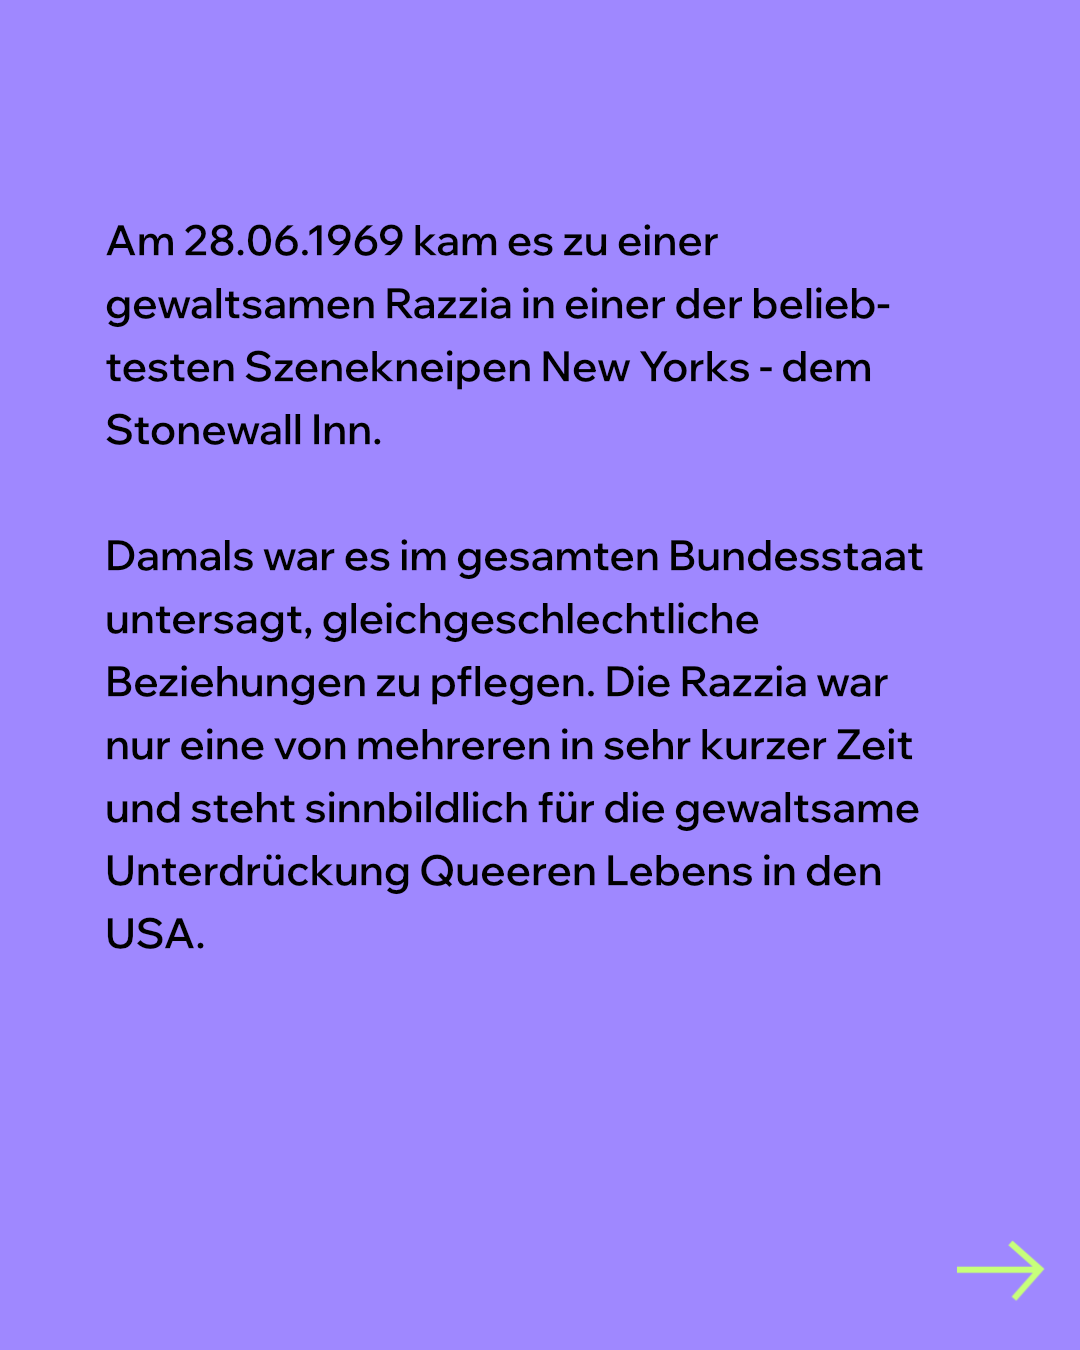 Am 28.06.1969 kam es zu einer
gewaltsamen Razzia in einer der belieb-
testen Szenekneipen New Yorks - dem
Stonewall Inn.
Damals war es im gesamten Bundesstaat
untersagt, gleichgeschlechtliche
Beziehungen zu pflegen. Die Razzia war
nur eine von mehreren in sehr kurzer Zeit
und steht sinnbildlich für die gewaltsame
Unterdrückung Queeren Lebens in den
USA.